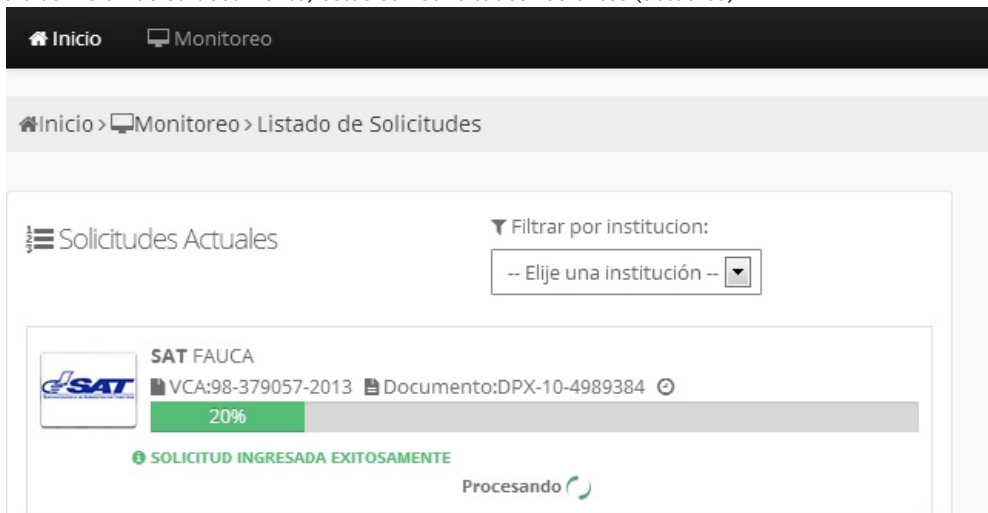 Inicio Monitoreo
Inicio > Monitoreo > Listado de Solicitudes
Solicitudes Actuales
Filtrar por institucion:
-- Elije una institución --
SAT FAUCA
SAT
VCA:98-379057-2013 Documento:DPX-10-4989384
20%
SOLICITUD INGRESADA EXITOSAMENTE
Procesando